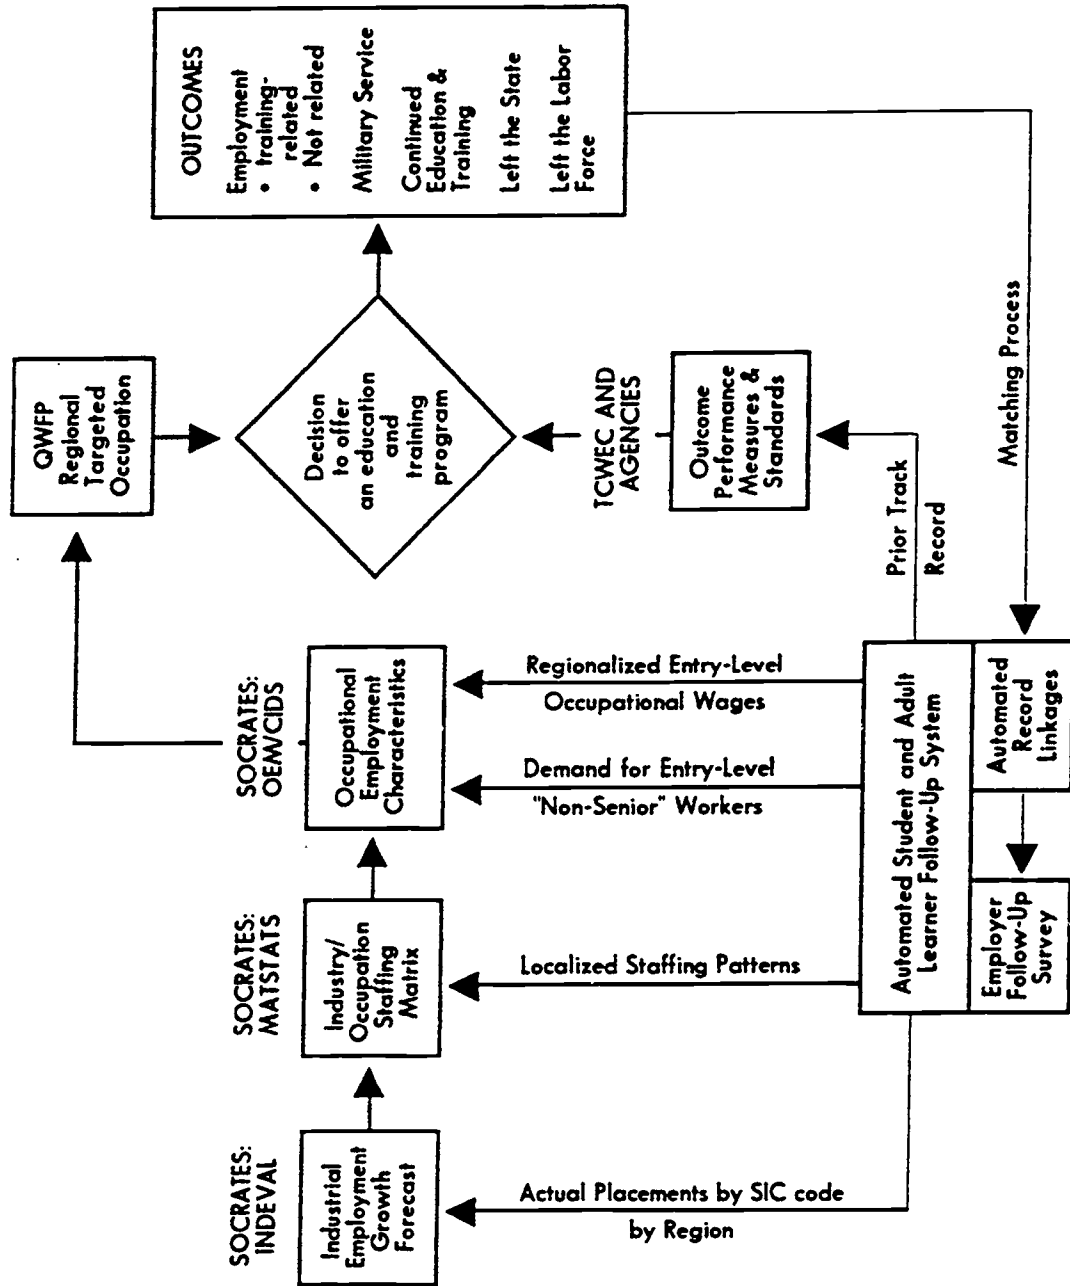 SOCRATES:
INDEVAL
Industrial
Employment
Growth
Forecast
SOCRATES:
MATSTATS
Industry/
Occupation
Staffing
Matrix
SOCRATES:
OEM/CIDS
Occupational
Employment
Characteristics
QWFP
Regional
Targeted
Occupation
Decision
to offer
an education
and
training
program
OUTCOMES
Employment
• training-
related
• Not related
Military Service
Continued
Education &
Training
Left the State
Left the Labor
Force
TCWEC AND
AGENCIES
Outcome
Performance
Measures &
Standards
Actual Placements by SIC code
by Region
Localized Staffing Patterns
Demand for Entry-Level
"Non-Senior" Workers
Regionalized Entry-Level
Occupational Wages
Prior Track
Record
Matching Process
Automated Student and Adult
Learner Follow-Up System
Employer
Follow-Up
Survey
Automated
Record
Linkages